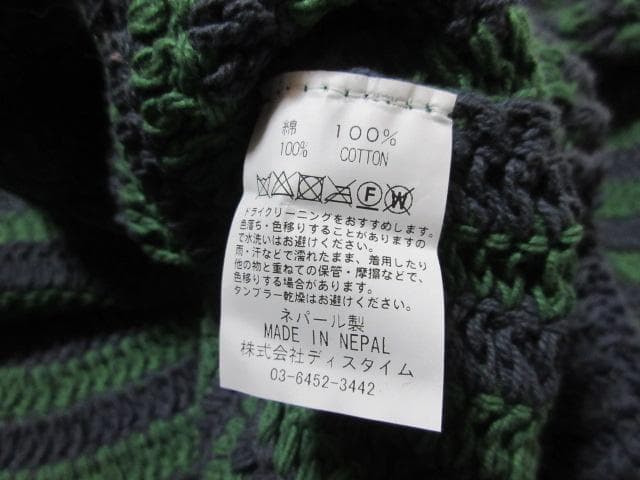 綿 100%
100% COTTON
F W
ドライクリーニングをおすすめします。
色落ち・色移りすることがありますの
で水洗いはお避けください。
雨・汗などで濡れたまま、着用したり
他の物と重ねての保管・摩擦などで、
色移りする場合があります。
タンブラー乾燥はお避けください。
ネパール製
MADE IN NEPAL
株式会社ディスタイム
03-6452-3442